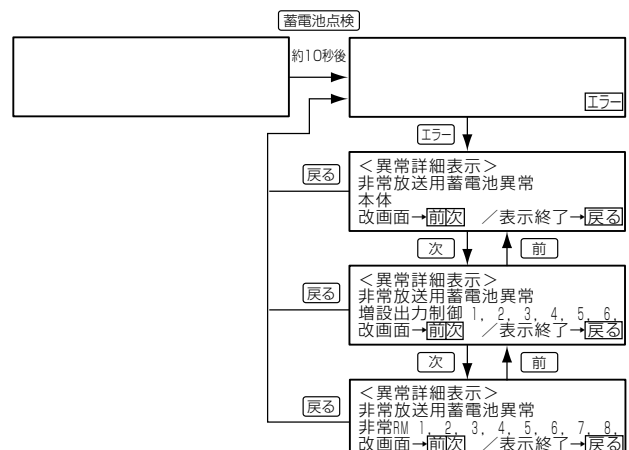 蓄電池点検
約10秒後
エラー
エラー
戻る
＜異常詳細表示＞
非常放送用蓄電池異常
本体
改画面→前次　／表示終了→戻る
次
前
戻る
＜異常詳細表示＞
非常放送用蓄電池異常
増設出力制御 1, 2, 3, 4, 5, 6,
改画面→前次　／表示終了→戻る
次
前
戻る
＜異常詳細表示＞
非常放送用蓄電池異常
非常RM 1, 2, 3, 4, 5, 6, 7, 8,
改画面→前次　／表示終了→戻る